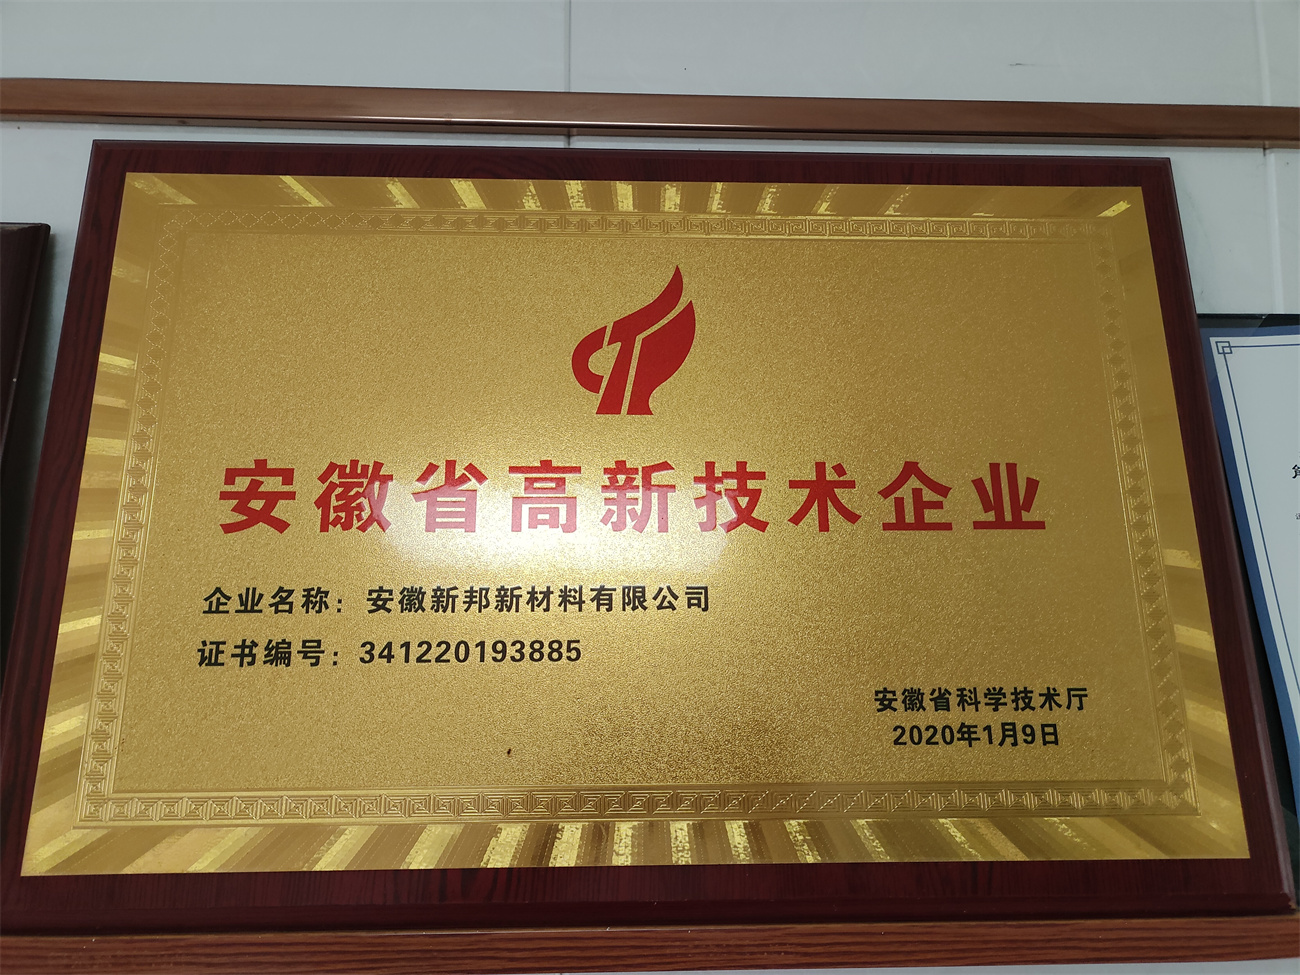 安徽省高新技术企业
企业名称：安徽新邦新材料有限公司
证书编号：341220193885
安徽省科学技术厅
2020年1月9日